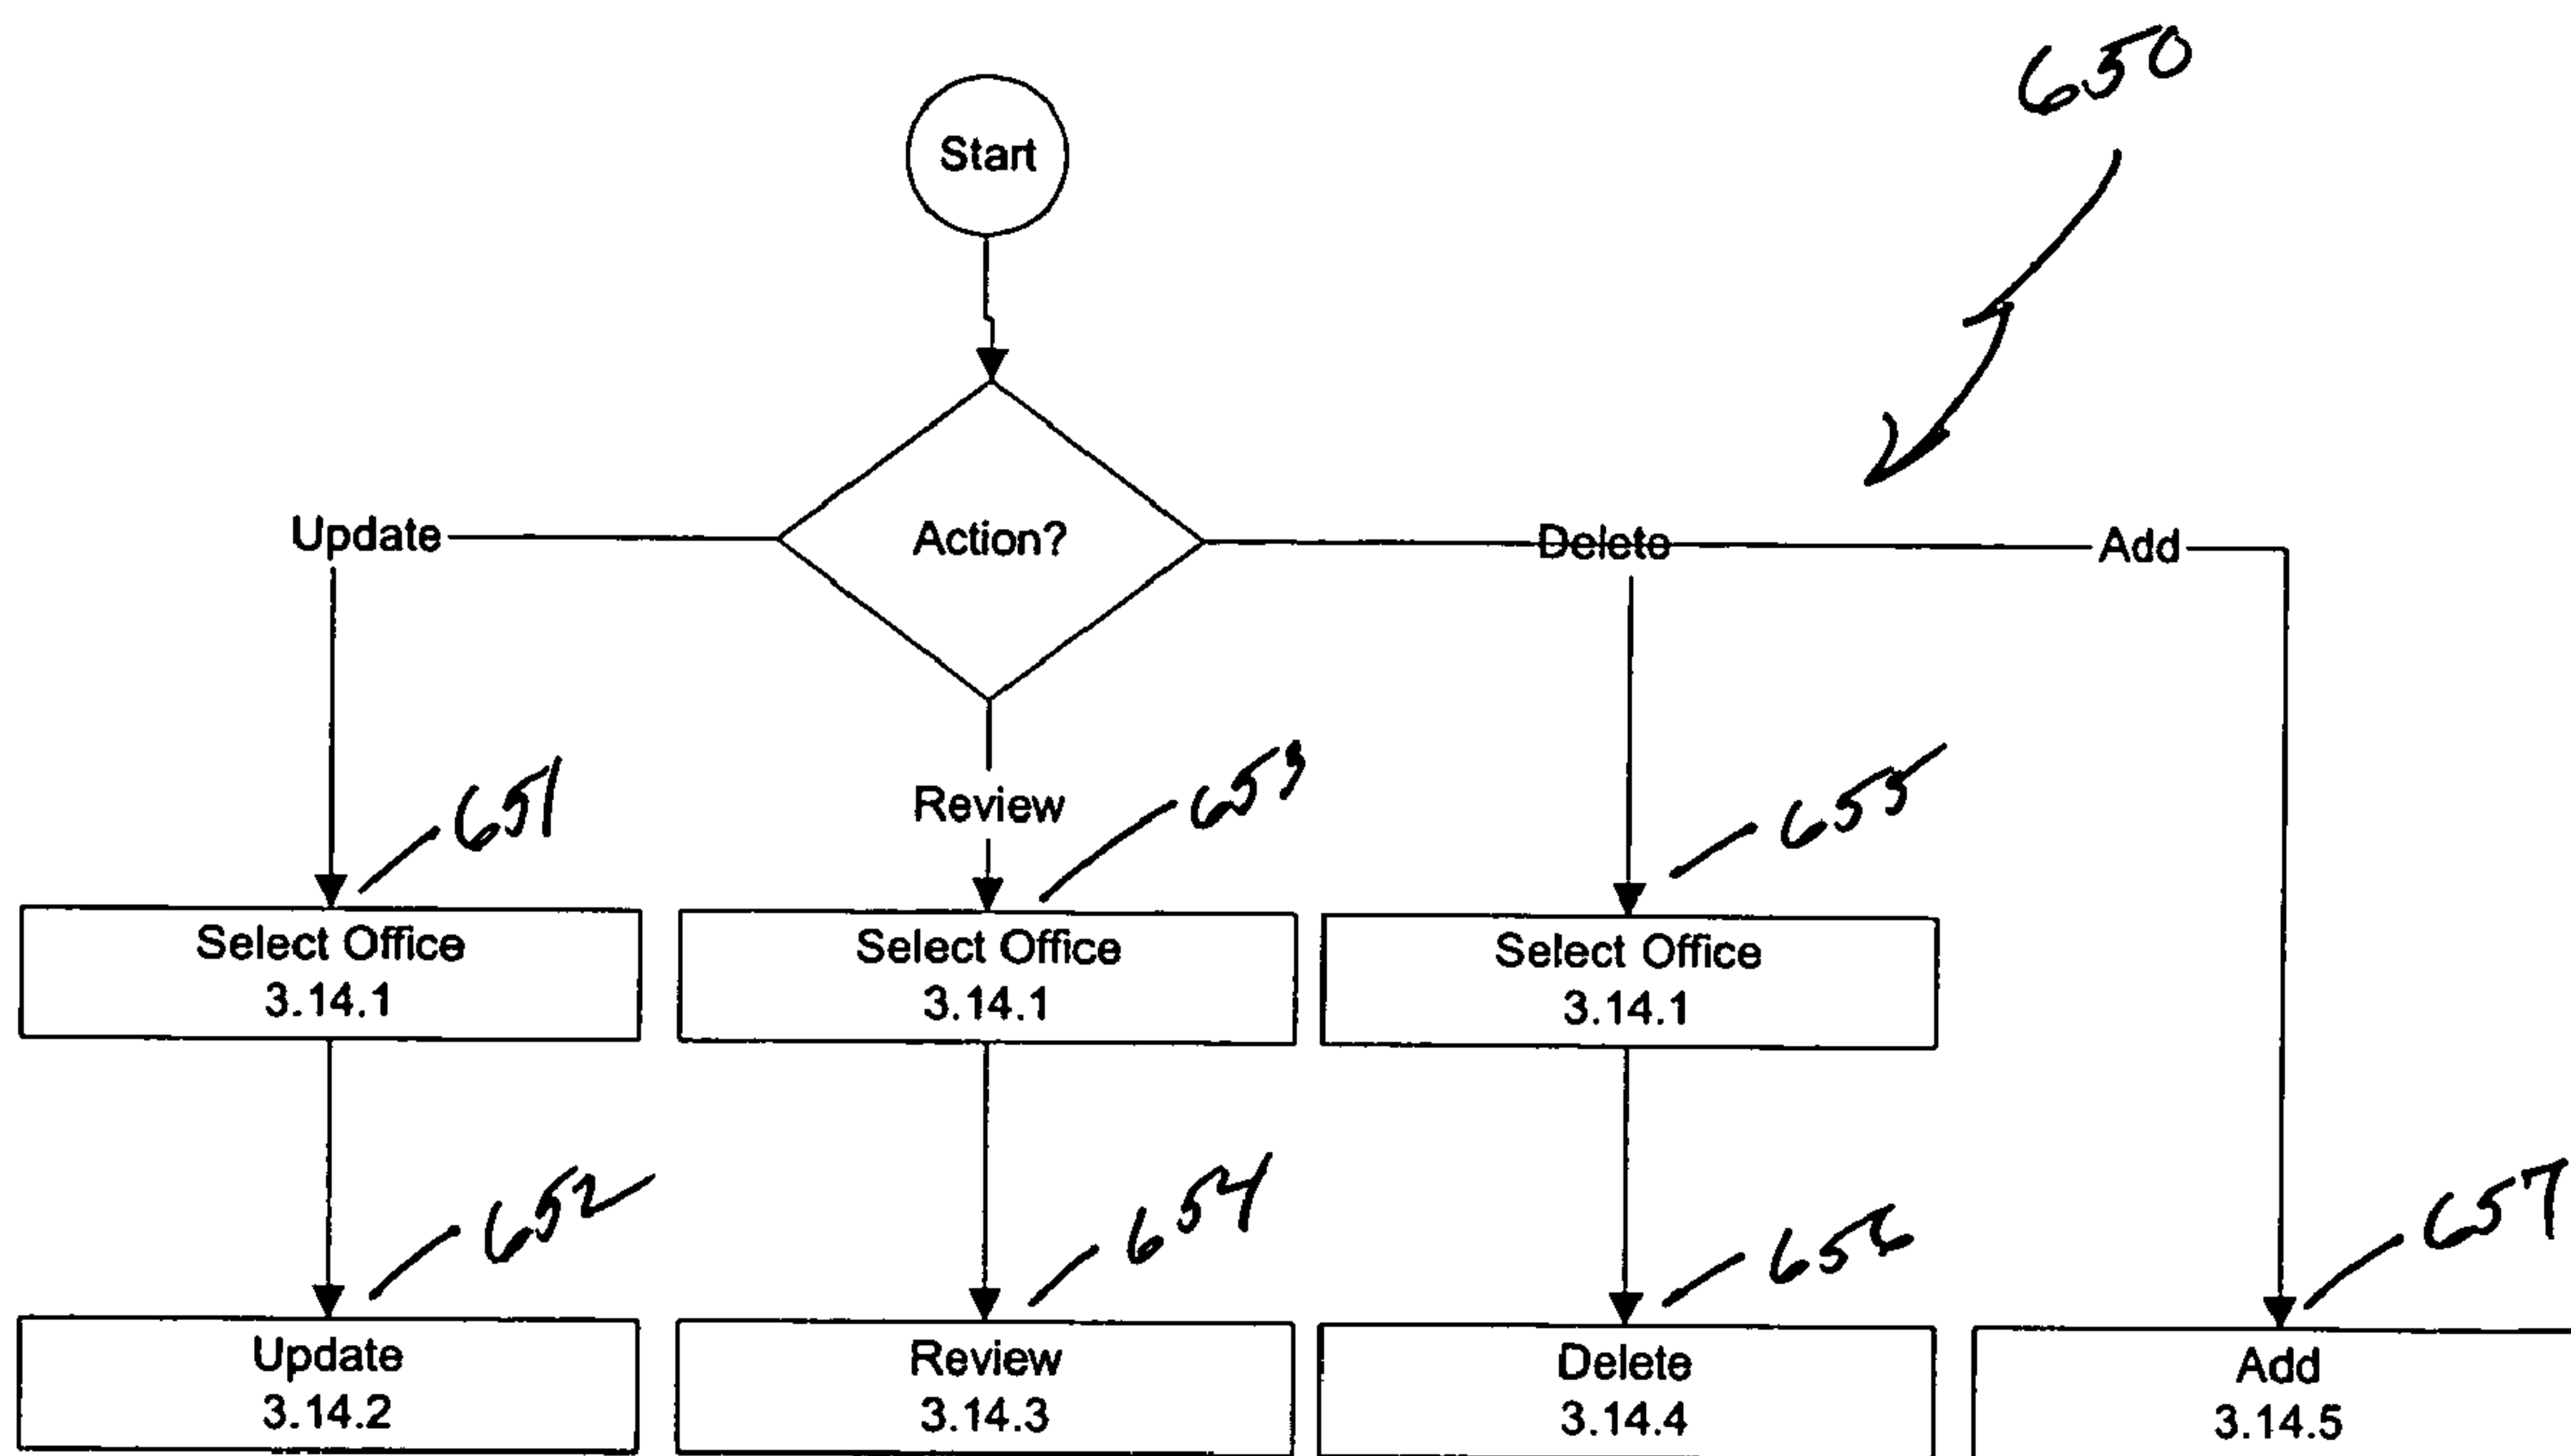 650
Start
Update
Action?
Delete
Add
Review
651
653
655
Select Office
3.14.1
Select Office
3.14.1
Select Office
3.14.1
652
654
656
657
Update
3.14.2
Review
3.14.3
Delete
3.14.4
Add
3.14.5